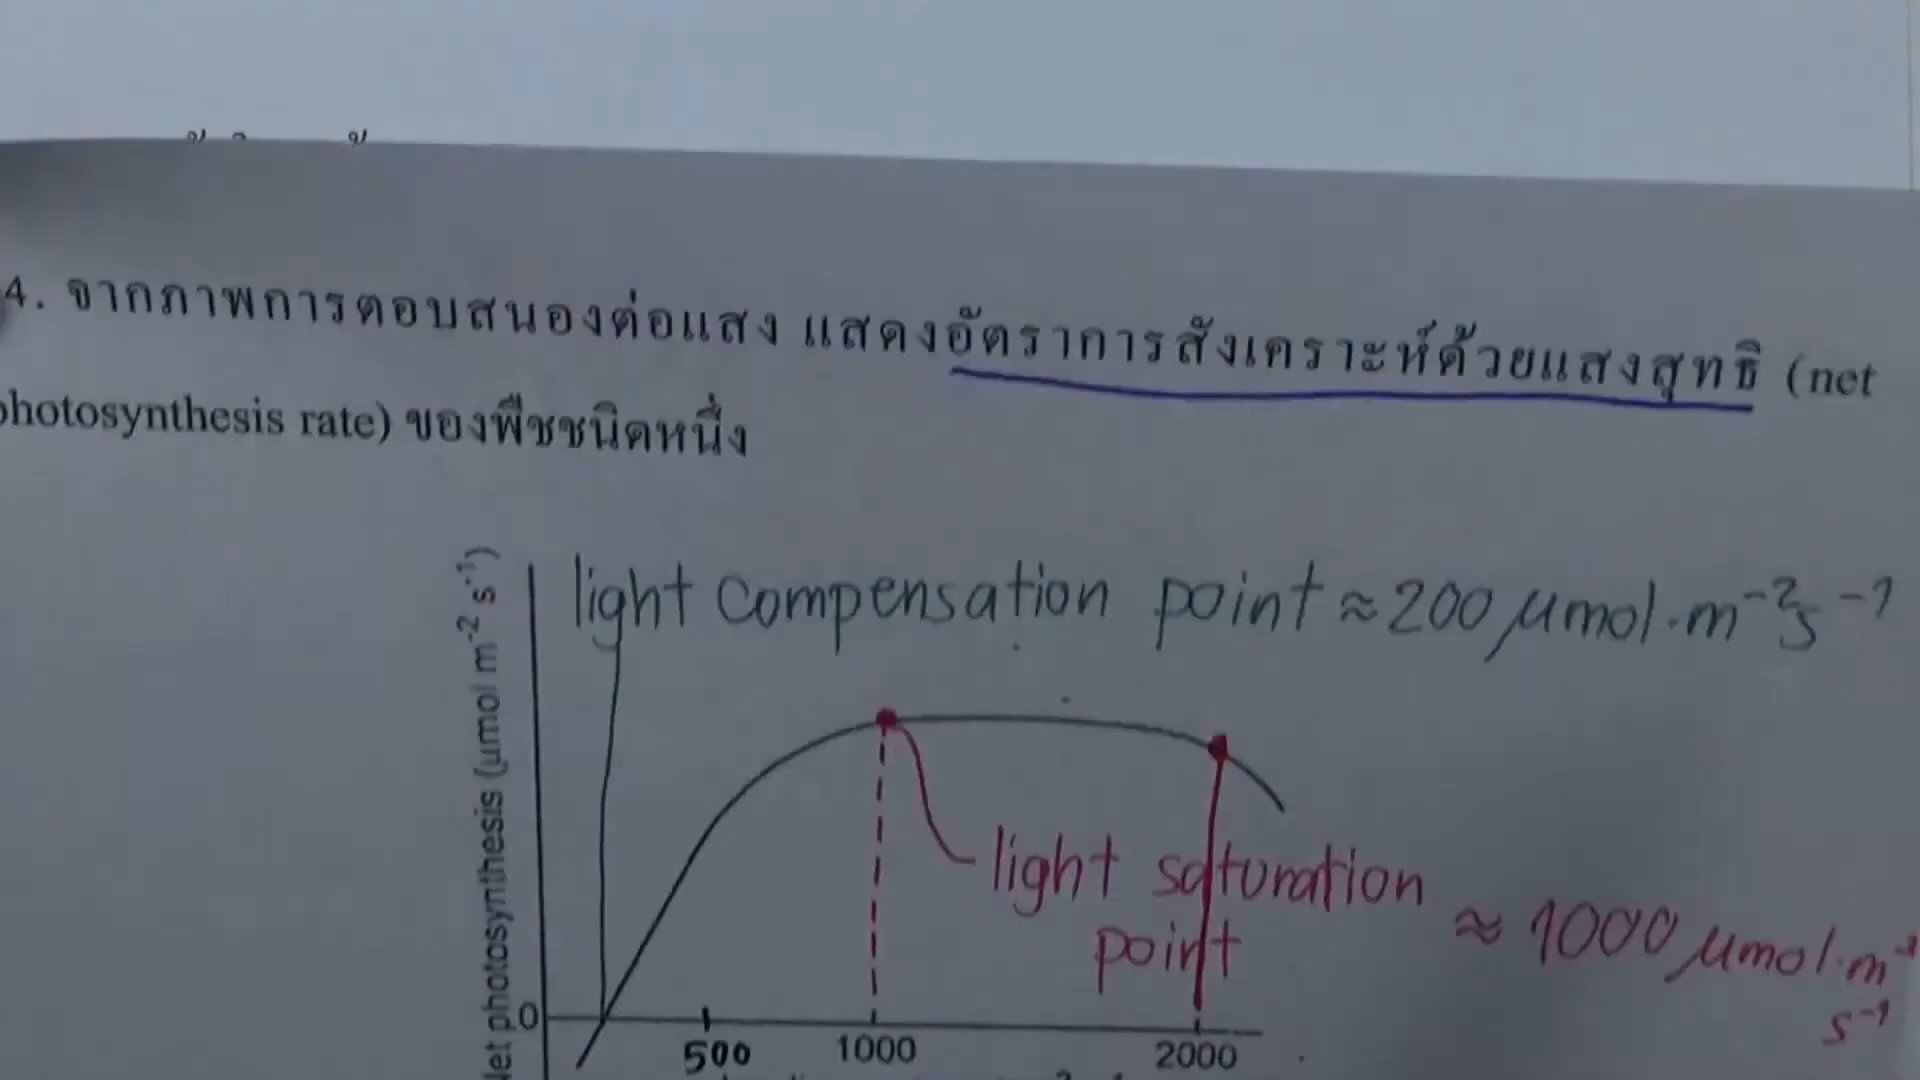 4. จากภาพการตอบสนองต่อแสง แสดงอัตราการสังเคราะห์ด้วยแสงสุทธิ (net
photosynthesis rate) ของพืชชนิดหนึ่ง
light compensation point ≈ 200 μmol·m⁻²s⁻¹
Net photosynthesis (μmol m⁻² s⁻¹)
light saturation
point
≈ 1000 μmol·m⁻
s⁻¹
0
500 1000 2000